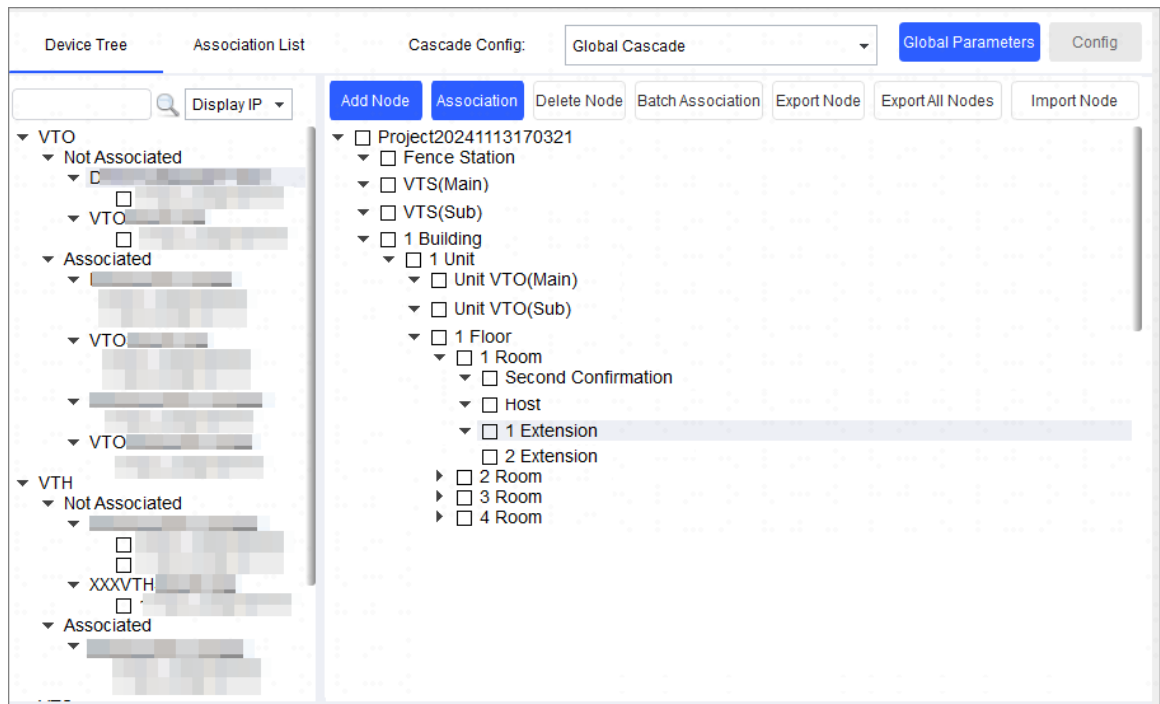 Device Tree Association List Cascade Config: Global Cascade Global Parameters Config
Display IP Add Node Association Delete Node Batch Association Export Node Export All Nodes Import Node
VTO
Not Associated
D
VTO
Associated
VTO
VTO
VTH
Not Associated
XXXVTH
Associated
Project20241113170321
Fence Station
VTS(Main)
VTS(Sub)
1 Building
1 Unit
Unit VTO(Main)
Unit VTO(Sub)
1 Floor
1 Room
Second Confirmation
Host
1 Extension
2 Extension
2 Room
3 Room
4 Room